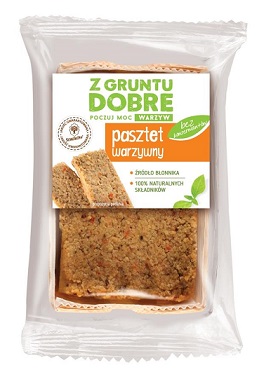 Z GRUNTU
DOBRE
POCZUJ MOC WARZYW
bez
konserwantów
pasztet
warzywny
ŹRÓDŁO BŁONNIKA
100% NATURALNYCH
SKŁADNIKÓW